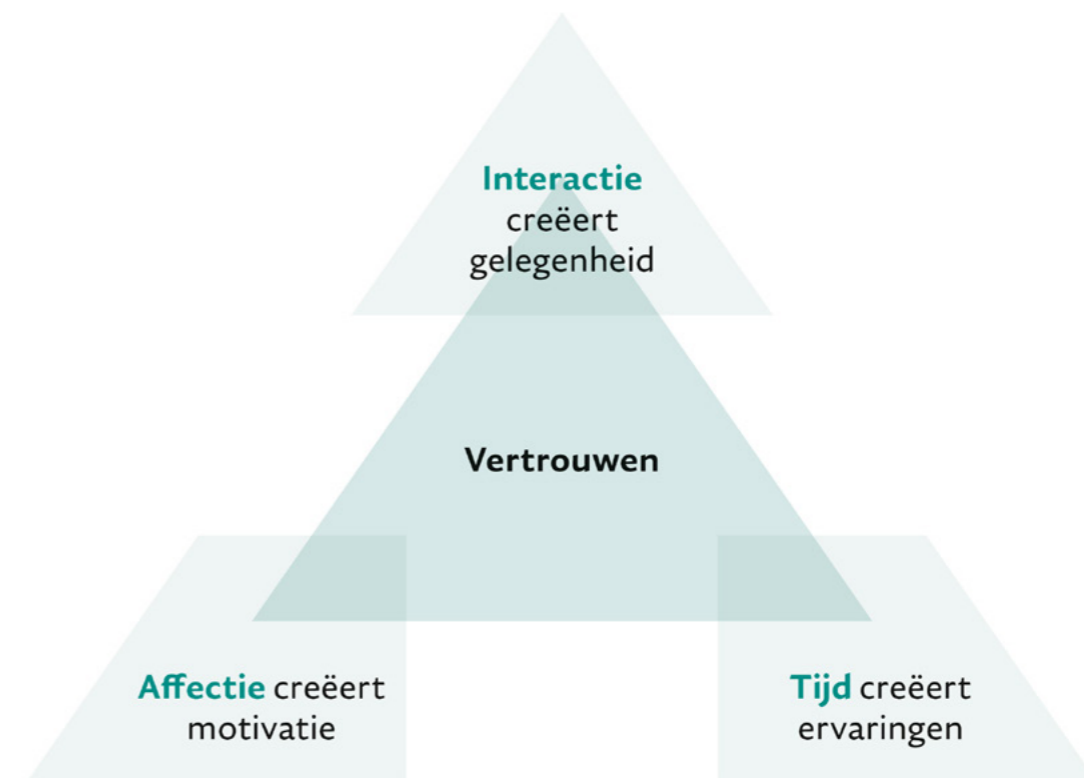 Interactie
creëert
gelegenheid
Vertrouwen
Affectie creëert
motivatie
Tijd creëert
ervaringen